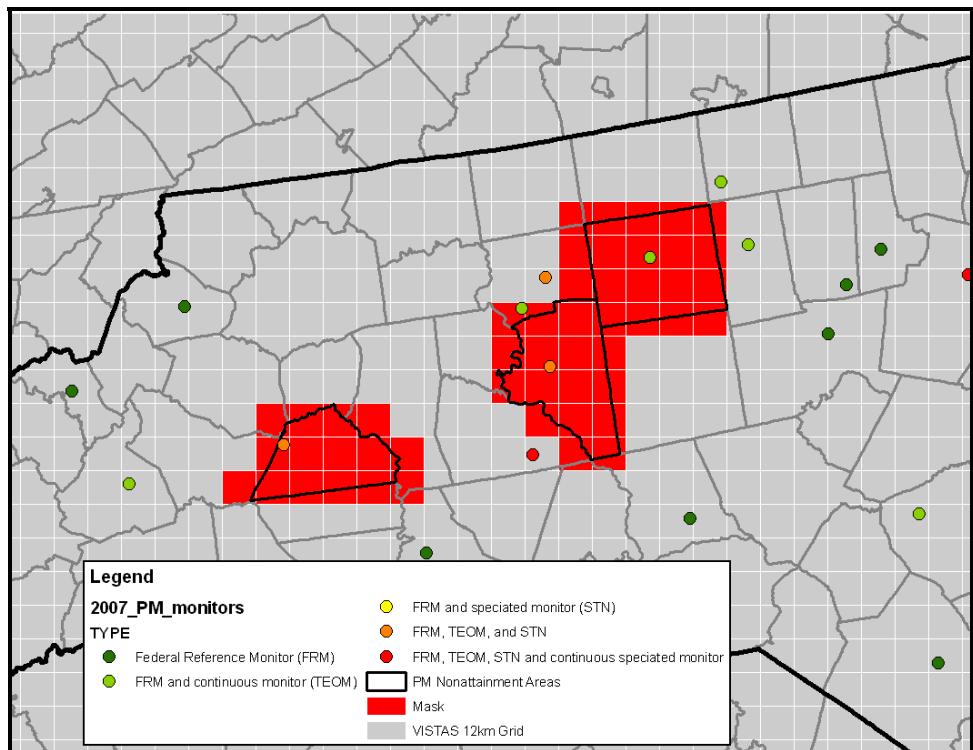 Legend
2007_PM_monitors
TYPE
Federal Reference Monitor (FRM)
FRM and continuous monitor (TEOM)
FRM and speciated monitor (STN)
FRM, TEOM, and STN
FRM, TEOM, STN and continuous speciated monitor
PM Nonattainment Areas
Mask
VISTAS 12km Grid